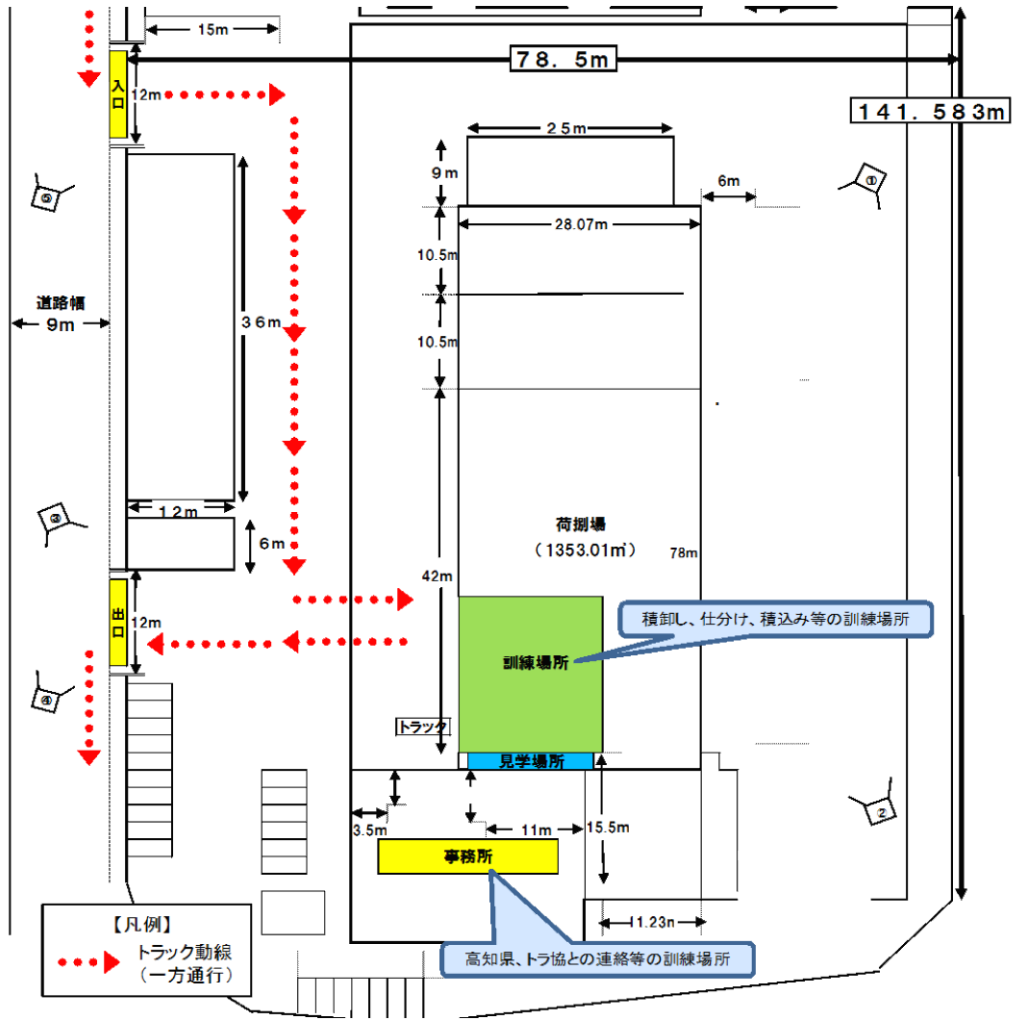 15m
78. 5m
入口
12m
141. 583m
25m
9m
6m
①
⑤
28.07m
10.5m
道路幅
9m
36m
10.5m
12m
③
6m
荷捌場
（1353.01㎡）
78m
42m
出口
12m
積卸し、仕分け、積込み等の訓練場所
訓練場所
④
トラック
見学場所
②
3.5m
11m
15.5m
事務所
【凡例】
トラック動線
（一方通行）
高知県、トラ協との連絡等の訓練場所